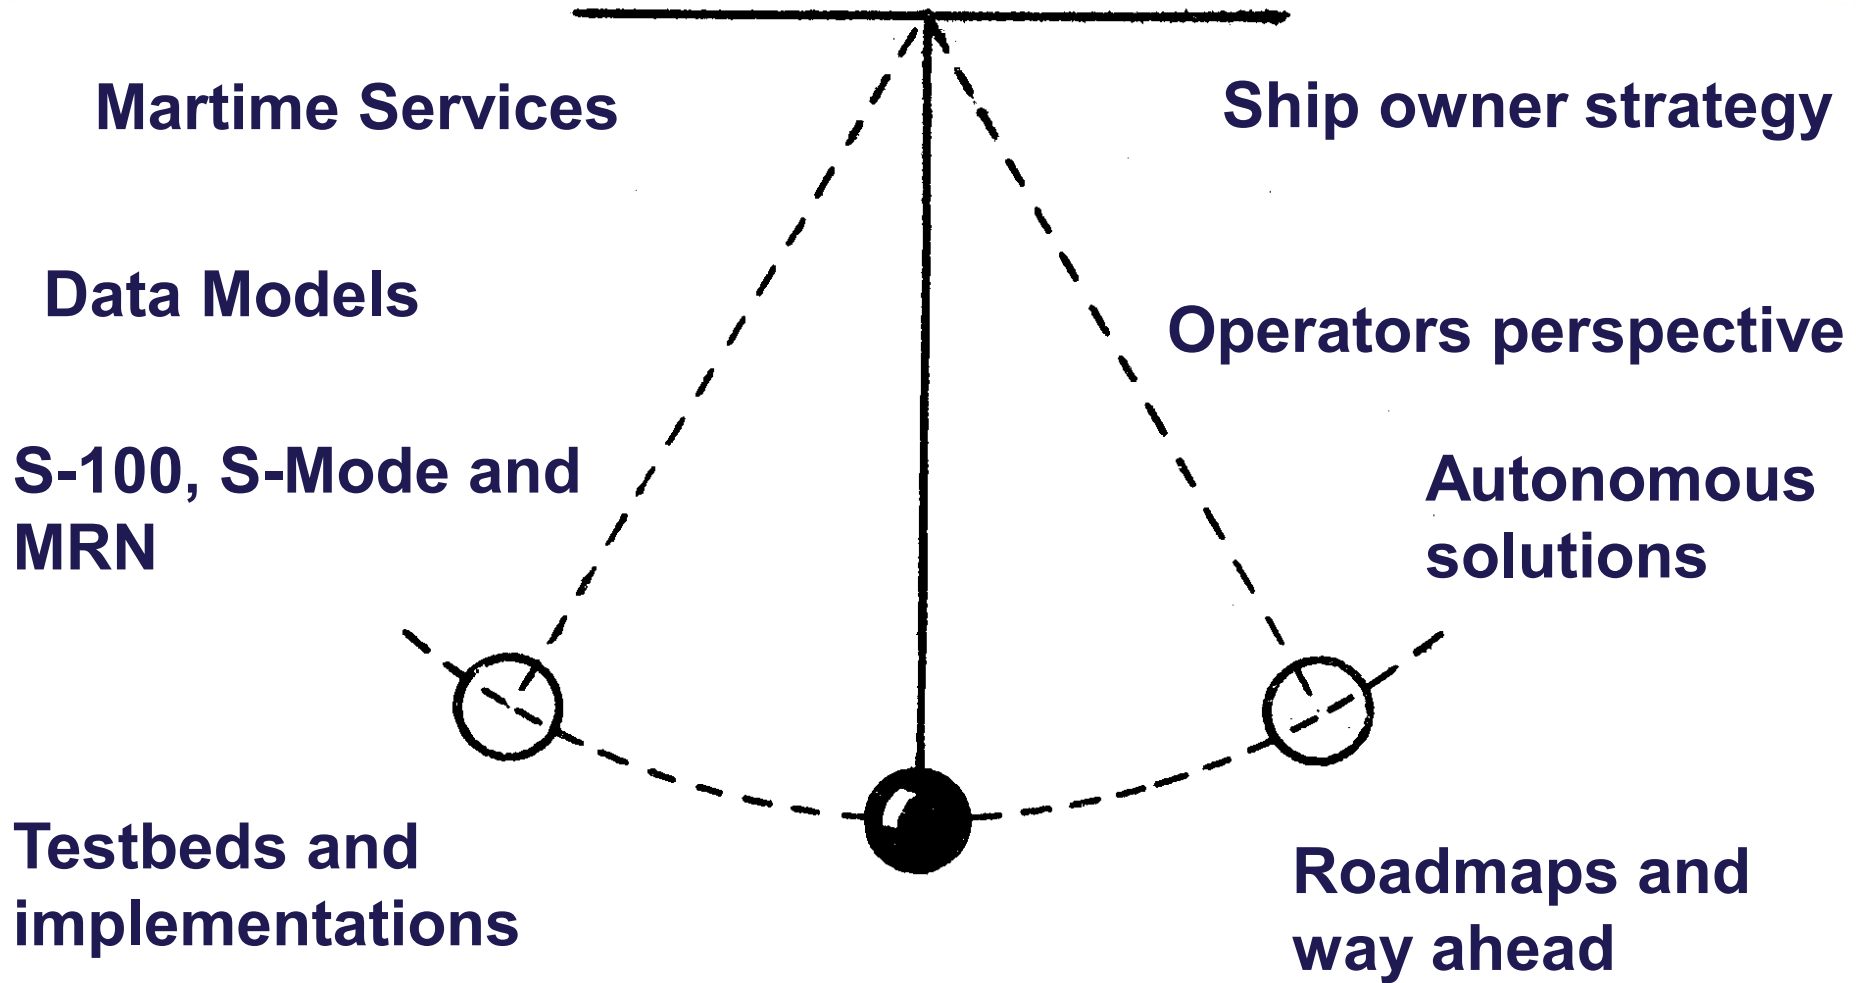 Martime Services
Data Models
S-100, S-Mode and
MRN
Testbeds and
implementations
Ship owner strategy
Operators perspective
Autonomous
solutions
Roadmaps and
way ahead